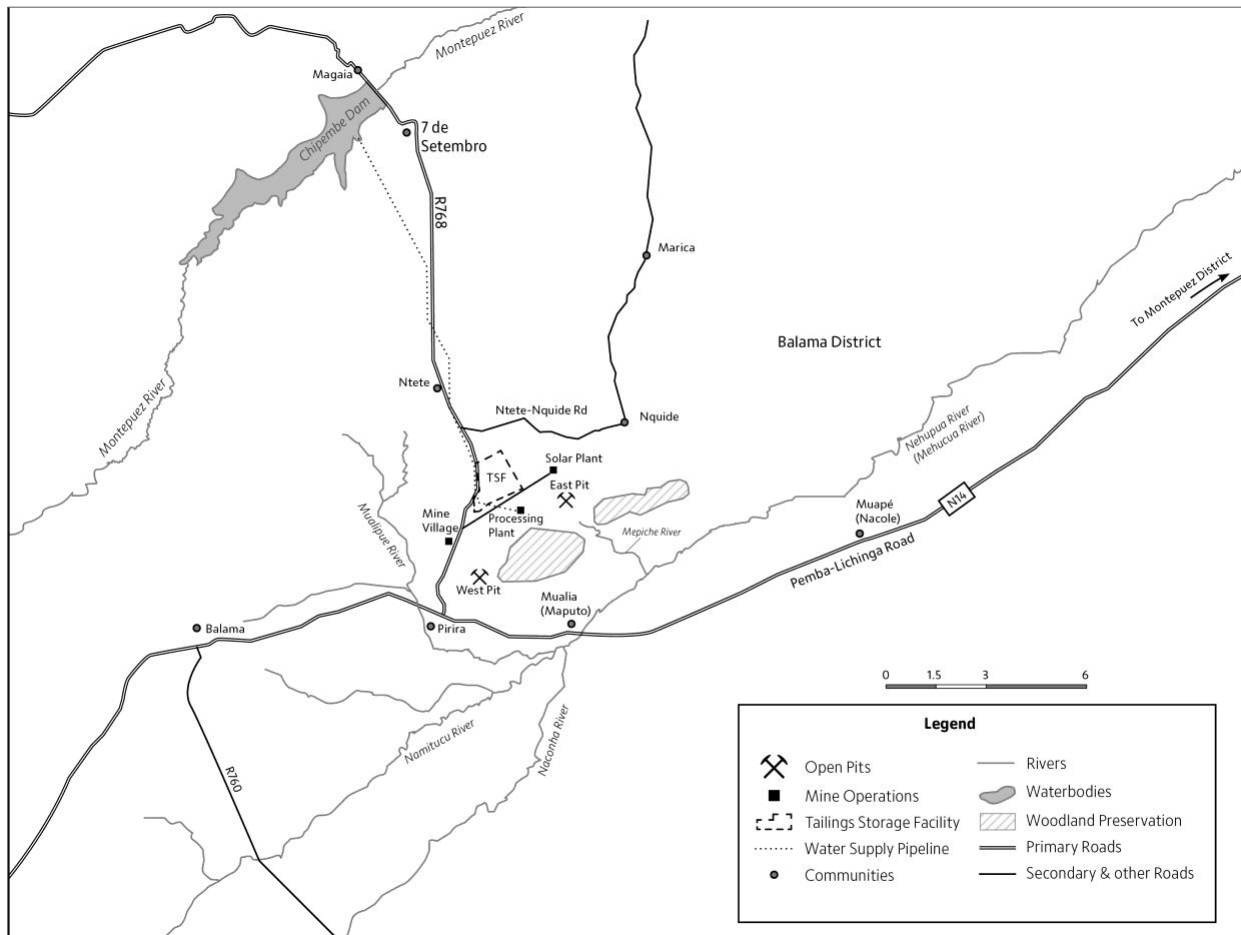 Montepuez River
Magaia
Chipembe Dam
7 de
Setembro
R768
Marica
To Montepuez District
Balama District
Montepuez River
Ntete
Ntete-Nquide Rd
Nquide
Nehupua River
(Mehucua River)
Solar Plant
TSF
East Pit
N14
Muapé
(Nacole)
Mine
Village
Processing
Plant
Mualipue River
Mepiche River
Pemba-Lichinga Road
West Pit
Mualia
(Maputo)
Balama
Pirira
0 1.5 3 6
Namitucu River
Naconha River
R760
Legend
Open Pits
Mine Operations
Tailings Storage Facility
Water Supply Pipeline
Communities
Rivers
Waterbodies
Woodland Preservation
Primary Roads
Secondary & other Roads